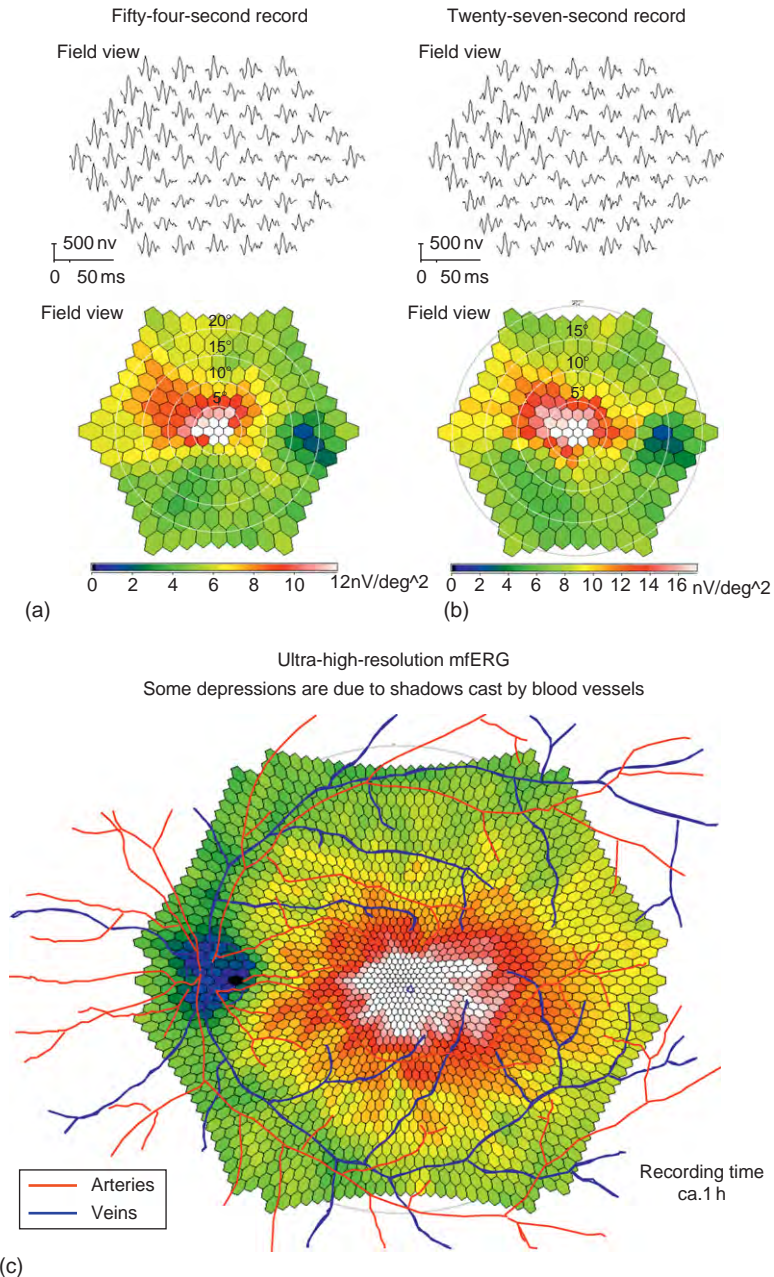 Fifty-four-second record
Twenty-seven-second record
Field view
Field view
500 nv
0 50 ms
500 nv
0 50 ms
Field view
20°
15°
10°
5°
Field view
15°
10°
5°
0 2 4 6 8 10 12nV/deg^2
0 2 4 6 8 10 12 14 16 nV/deg^2
(a)
(b)
Ultra-high-resolution mfERG
Some depressions are due to shadows cast by blood vessels
Arteries
Veins
Recording time
ca.1 h
(c)